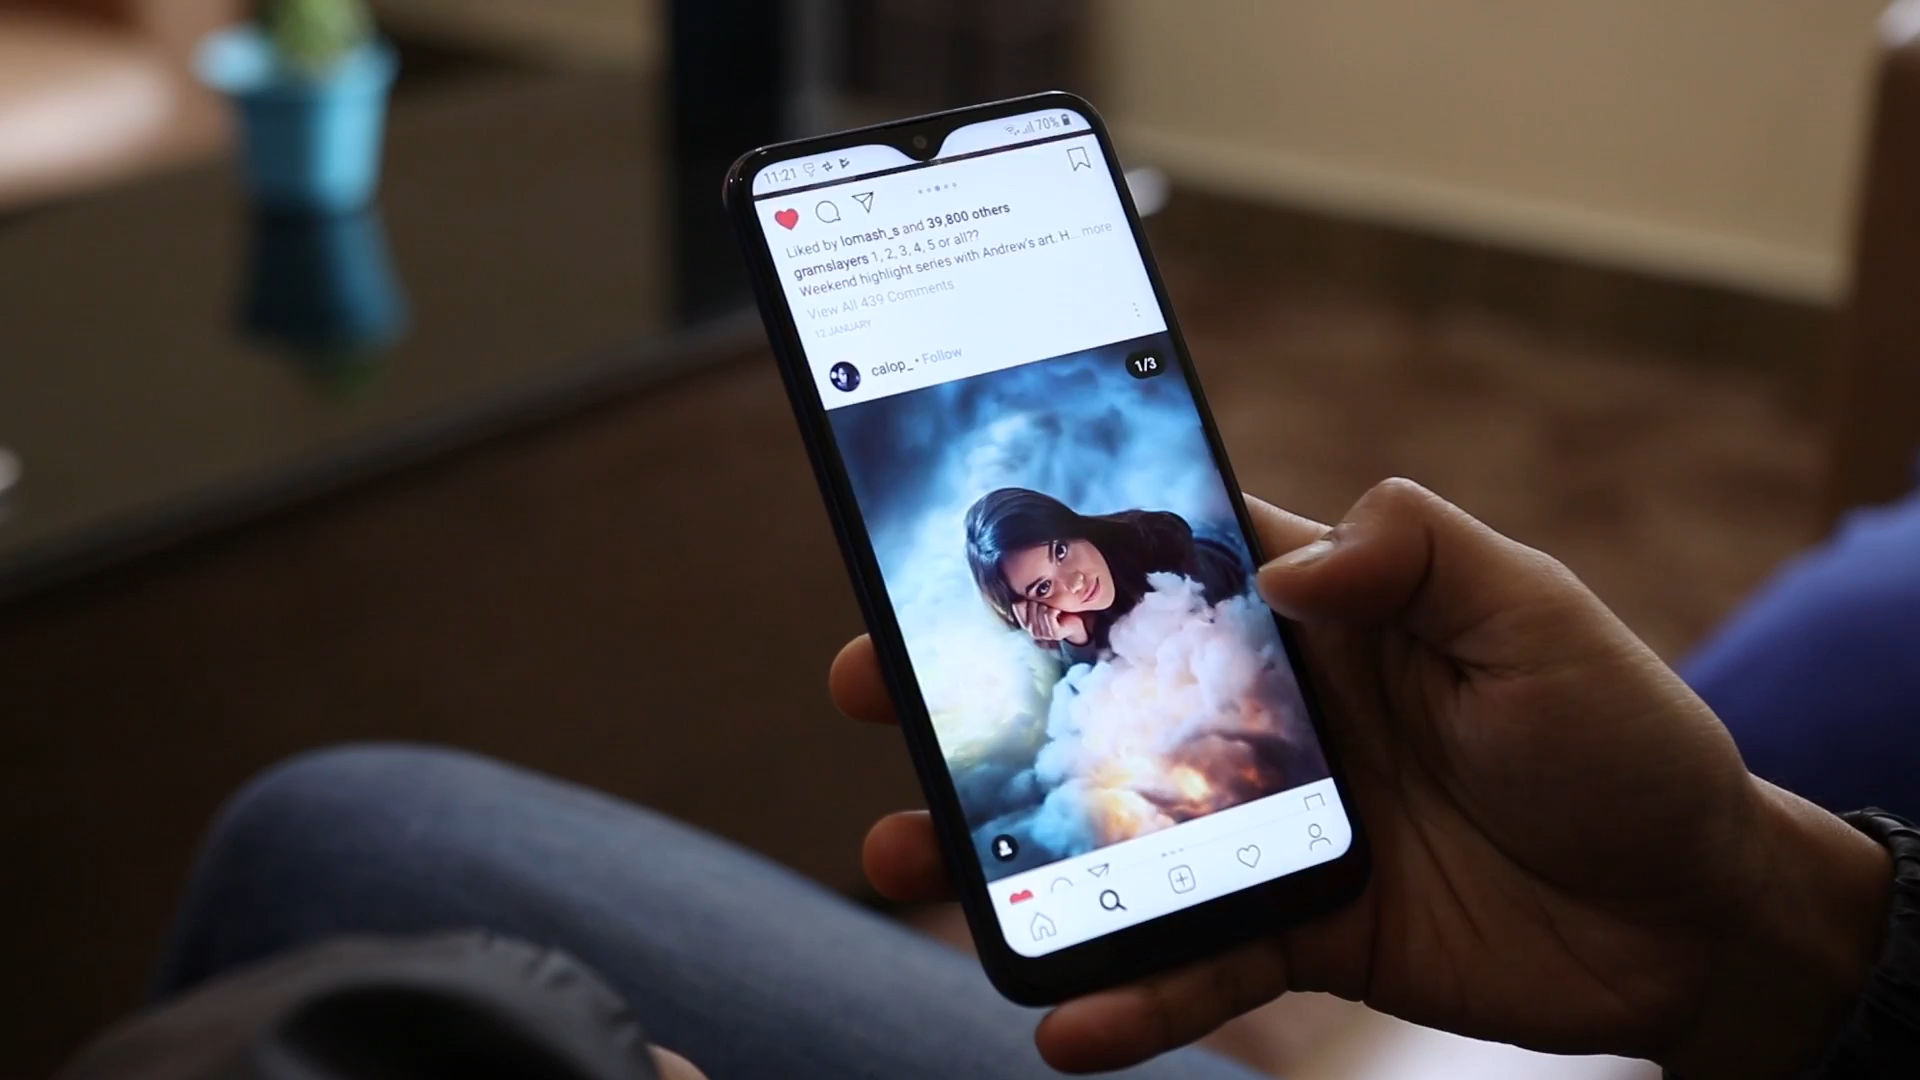 11:21 70%
Liked by lomash_s and 39,800 others
gramslayers 1, 2, 3, 4, 5 or all??
Weekend highlight series with Andrew's art. H... more
View All 439 Comments
12 JANUARY
calop_ • Follow
1/3